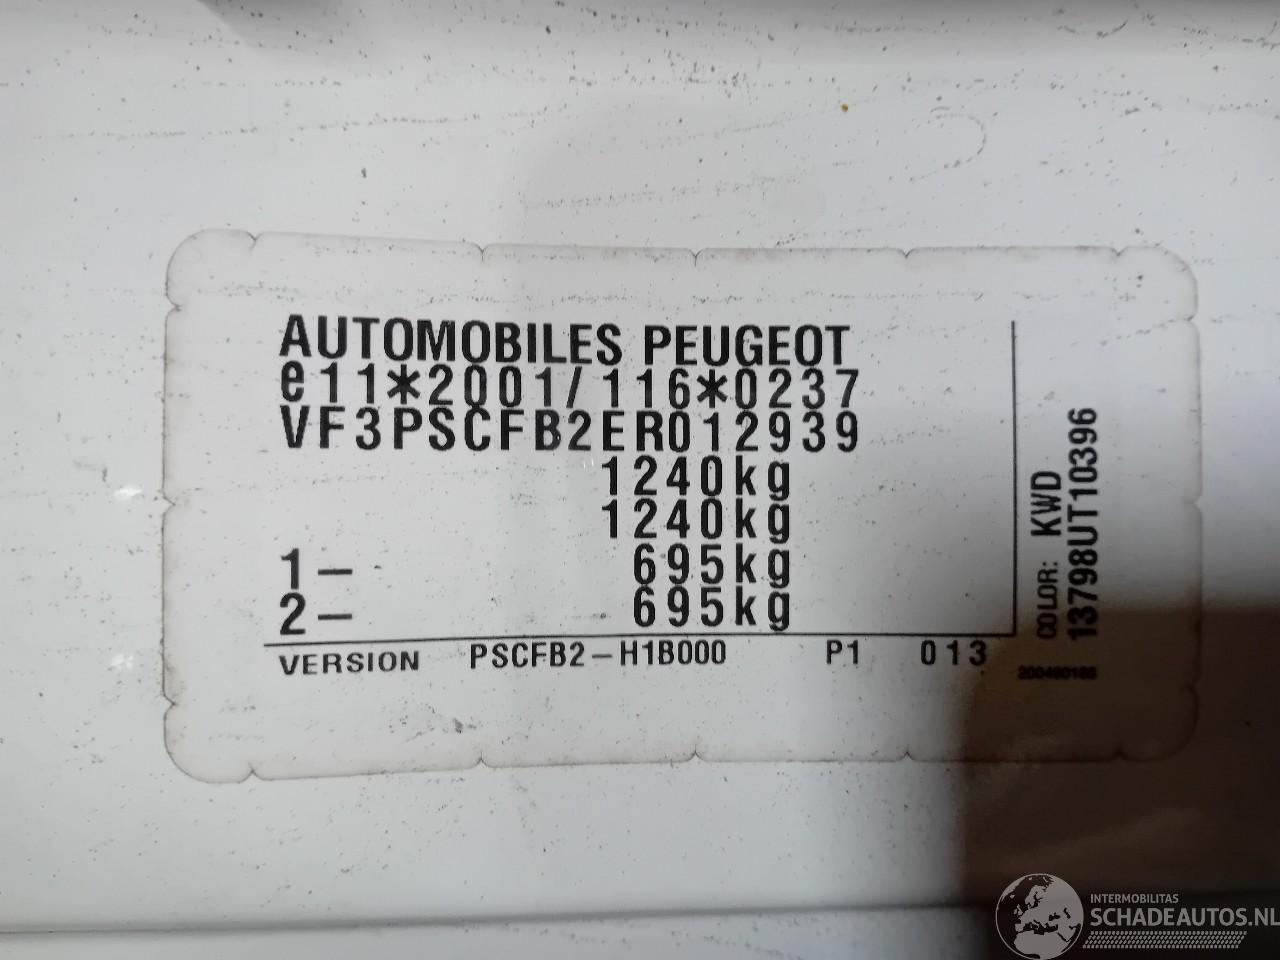 AUTOMOBILES PEUGEOT
e11*2001/116*0237
VF3PSCFB2ER012939
1240kg
1240kg
1- 695kg
2- 695kg
VERSION PSCFB2-H1B000 P1 013
COLOR: KWD
13798UT10396
200460188
INTERMOBILITAS
SCHADEAUTOS.NL